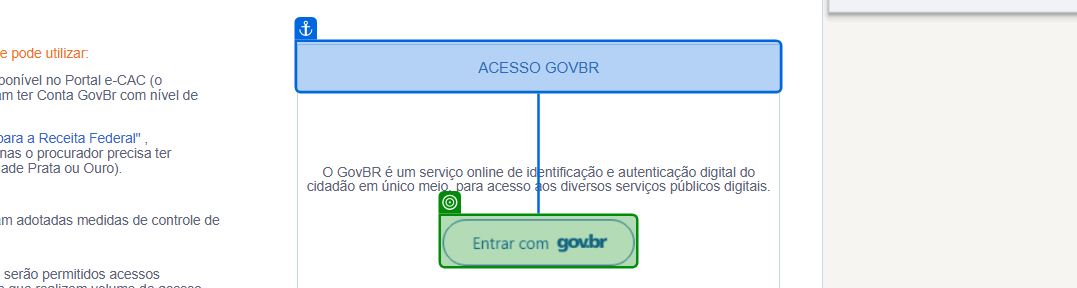 e pode utilizar:
ponível no Portal e-CAC (o
am ter Conta GovBr com nível de
para a Receita Federal" ,
nas o procurador precisa ter
ade Prata ou Ouro).
am adotadas medidas de controle de
serão permitidos acessos
ACESSO GOVBR
O GovBR é um serviço online de identificação e autenticação digital do
cidadão em único meio, para acesso aos diversos serviços públicos digitais.
Entrar com gov.br